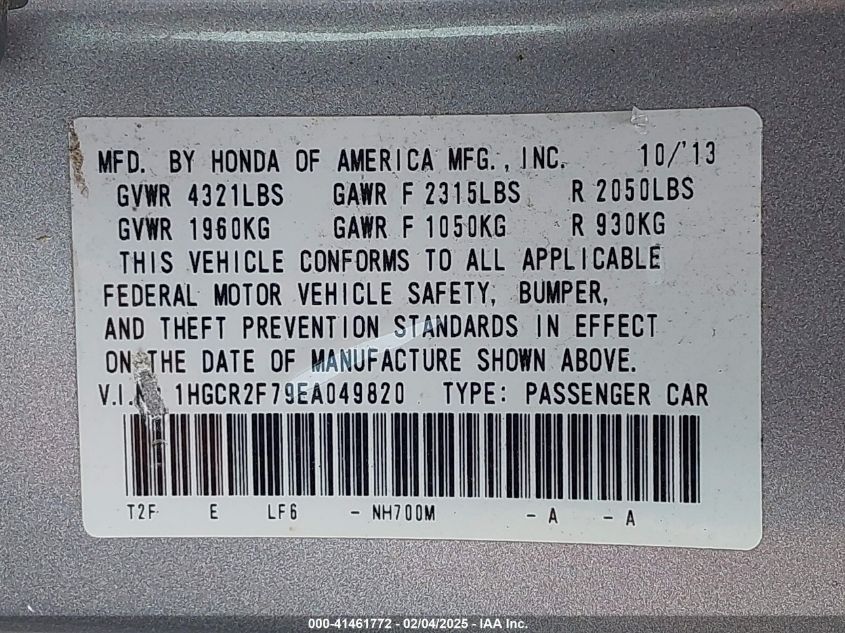 MFD. BY HONDA OF AMERICA MFG., INC. 10/'13
GVWR 4321LBS GAWR F 2315LBS R 2050LBS
GVWR 1960KG GAWR F 1050KG R 930KG
THIS VEHICLE CONFORMS TO ALL APPLICABLE
FEDERAL MOTOR VEHICLE SAFETY, BUMPER,
AND THEFT PREVENTION STANDARDS IN EFFECT
ON THE DATE OF MANUFACTURE SHOWN ABOVE.
V.I.N. 1HGCR2F79EA049820 TYPE: PASSENGER CAR
T2F E LF6 - NH700M - A - A
000-41461772 - 02/04/2025 - IAA Inc.